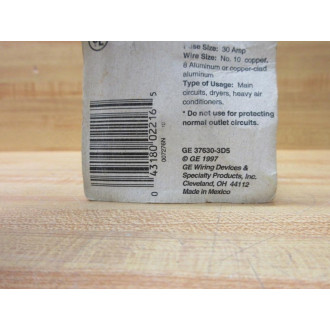 Size: 30 Amp
Wire Size: No. 10 copper,
8 Aluminum or copper-clad
aluminum
Type of Usage: Main
circuits, dryers, heavy air
conditioners.
* Do not use for protecting
normal outlet circuits.
GE 37630-3D5
© GE 1997
GE Wiring Devices &
Specialty Products, Inc.
Cleveland, OH 44112
Made in Mexico
0 43180 02216 5